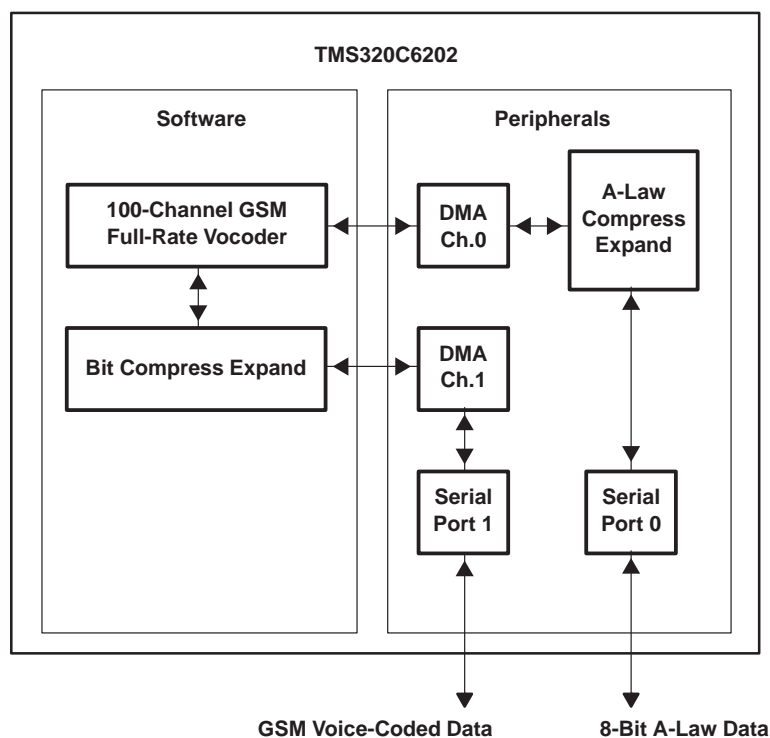 TMS320C6202
Software
Peripherals
100-Channel GSM
Full-Rate Vocoder
DMA
Ch.0
A-Law
Compress
Expand
Bit Compress Expand
DMA
Ch.1
Serial
Port 1
Serial
Port 0
GSM Voice-Coded Data
8-Bit A-Law Data